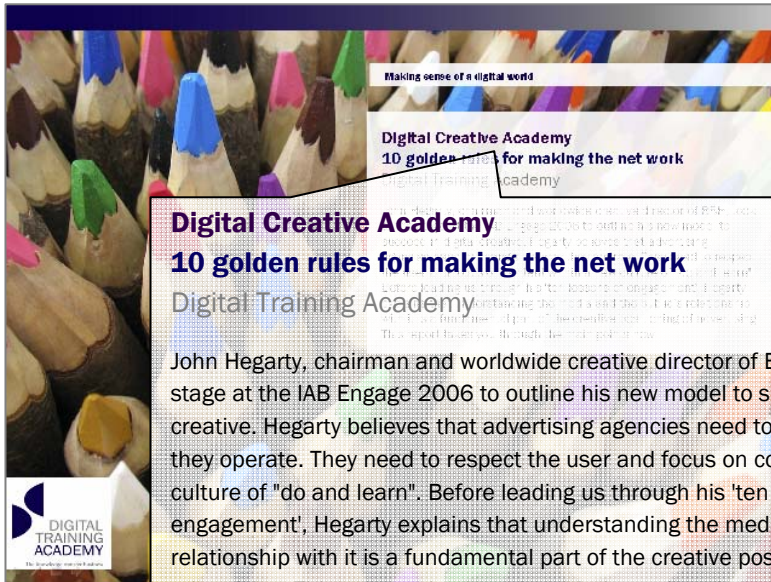 Making sense of a digital world
Digital Creative Academy
10 golden rules for making the net work
Digital Training Academy
Digital Creative Academy
10 golden rules for making the net work
Digital Training Academy
John Hegarty, chairman and worldwide creative director of
stage at the IAB Engage 2006 to outline his new model to
creative. Hegarty believes that advertising agencies need to
they operate. They need to respect the user and focus on
culture of "do and learn". Before leading us through his 'ten
engagement', Hegarty explains that understanding the
relationship with it is a fundamental part of the creative
DIGITAL
TRAINING
ACADEMY